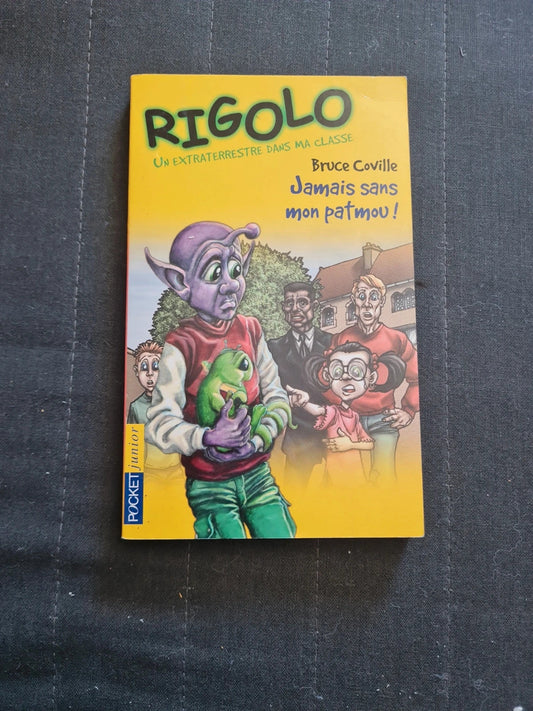 RIGOLO
UN EXTRATERRESTRE DANS MA CLASSE
Bruce Coville
Jamais sans
mon patmou !
POCKET junior